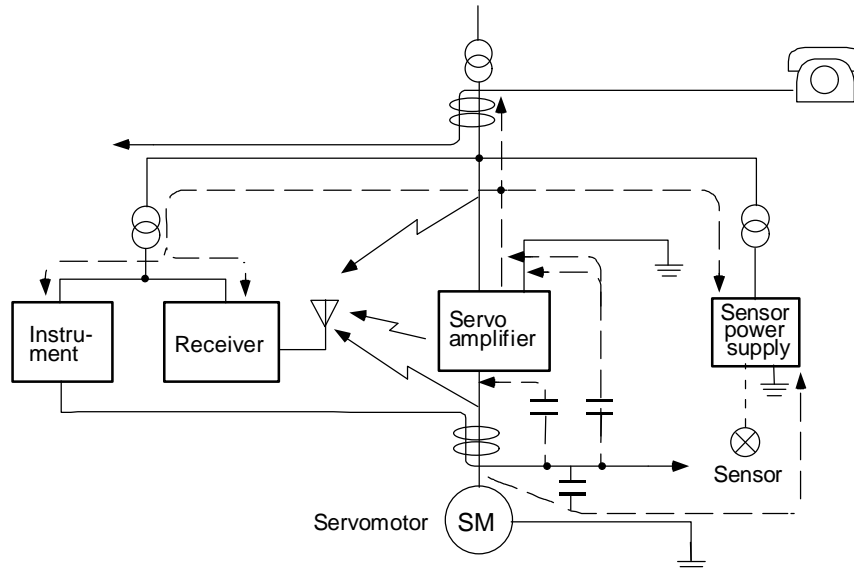 Instru-
ment
Receiver
Servo
amplifier
Sensor
power
supply
Sensor
Servomotor
SM